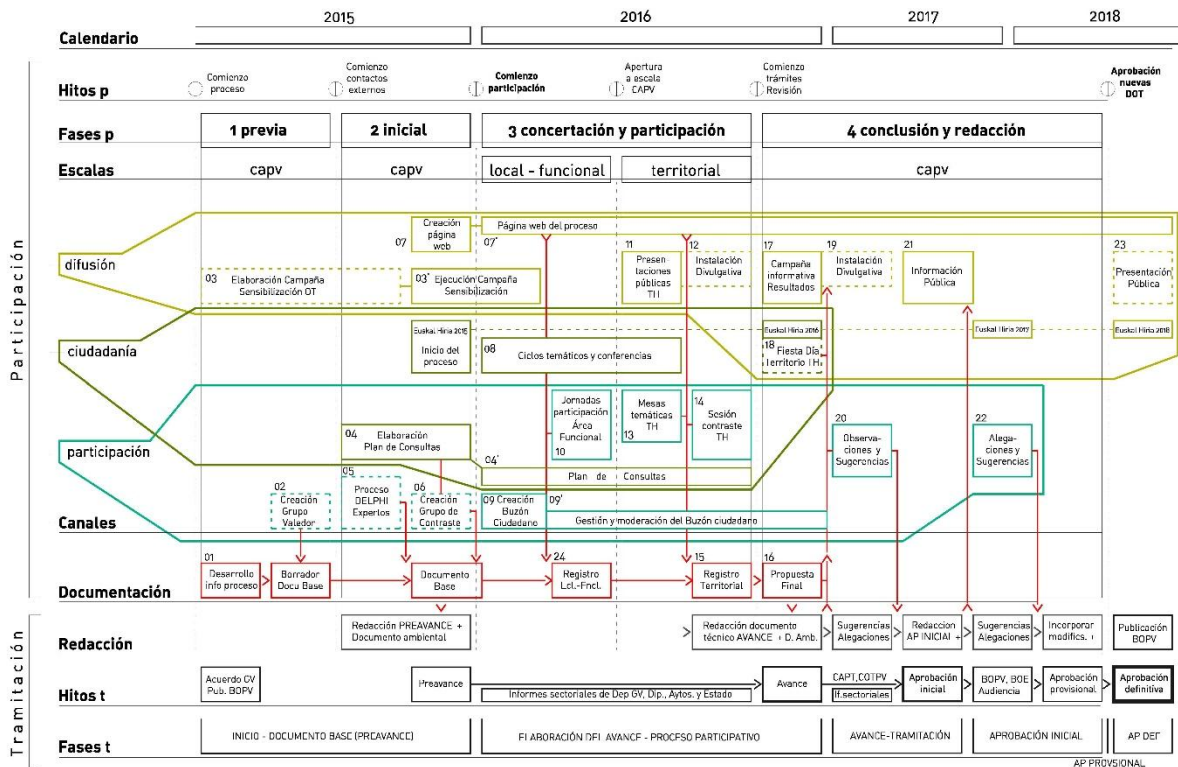 2015
2016
2017
2018
Calendario
Participación
Hitos p
Comienzo
proceso
Comienzo
contactos
externos
Comienzo
participación
Apertura
a escala
CAPV
Comienzo
trámites
Revisión
Aprobación
nuevas
DOT
Fases p
1 previa
2 inicial
3 concertación y participación
4 conclusión y redacción
Escalas
capv
capv
local - funcional
territorial
capv
difusión
07
Creación
página
web
07'
Página web del proceso
03
Elaboración Campaña
Sensibilización OT
03'
Ejecución Campaña
Sensibilización
11
Presen-
taciones
públicas
TH
12
Instalación
Divulgativa
17
Campaña
informativa
Resultados
19
Instalación
Divulgativa
21
Información
Pública
23
Presentación
Pública
ciudadanía
Euskal Hiria 2015
Inicio del
proceso
08
Ciclos temáticos y conferencias
Euskal Hiria 2016
18
Fiesta Día
Territorio TH
Euskal Hiria 2017
Euskal Hiria 2018
participación
04
Elaboración
Plan de Consultas
04'
Plan de Consultas
Jornadas
participación
Área
Funcional
10
Mesas
temáticas
TH
13
14
Sesión
contraste
TH
20
Observa-
ciones y
Sugerencias
22
Alega-
ciones y
Sugerencias
Canales
02
Creación
Grupo
Valedor
05
Proceso
DELPHI
Expertos
06
Creación
Grupo de
Contraste
09
Creación
Buzón
Ciudadano
09'
Gestión y moderación del Buzón ciudadano
Documentación
01
Desarrollo
info proceso
Borrador
Docu Base
Documento
Base
24
Registro
Lcl.-Fncl.
15
Registro
Territorial
16
Propuesta
Final
Tramitación
Redacción
Redacción PREAVANCE +
Documento ambiental
Redacción documento
técnico AVANCE + D. Amb.
Sugerencias
Alegaciones
Redaccion
AP INICIAL +
Sugerencias
Alegaciones
Incorporar
modifics. +
Publicación
BOPV
Hitos t
Acuerdo GV
Pub. BOPV
Preavance
Informes sectoriales de Dep GV, Dip., Aytos. y Estado
Avance
CAPT,COTPV
If.sectoriales
Aprobación
inicial
BOPV, BOE
Audiencia
Aprobación
provisional
Aprobación
definitiva
Fases t
INICIO - DOCUMENTO BASE (PREAVANCE)
ELABORACIÓN DEL AVANCE - PROCESO PARTICIPATIVO
AVANCE-TRAMITACIÓN
APROBACIÓN INICIAL
AP DEF
AP PROVSIONAL